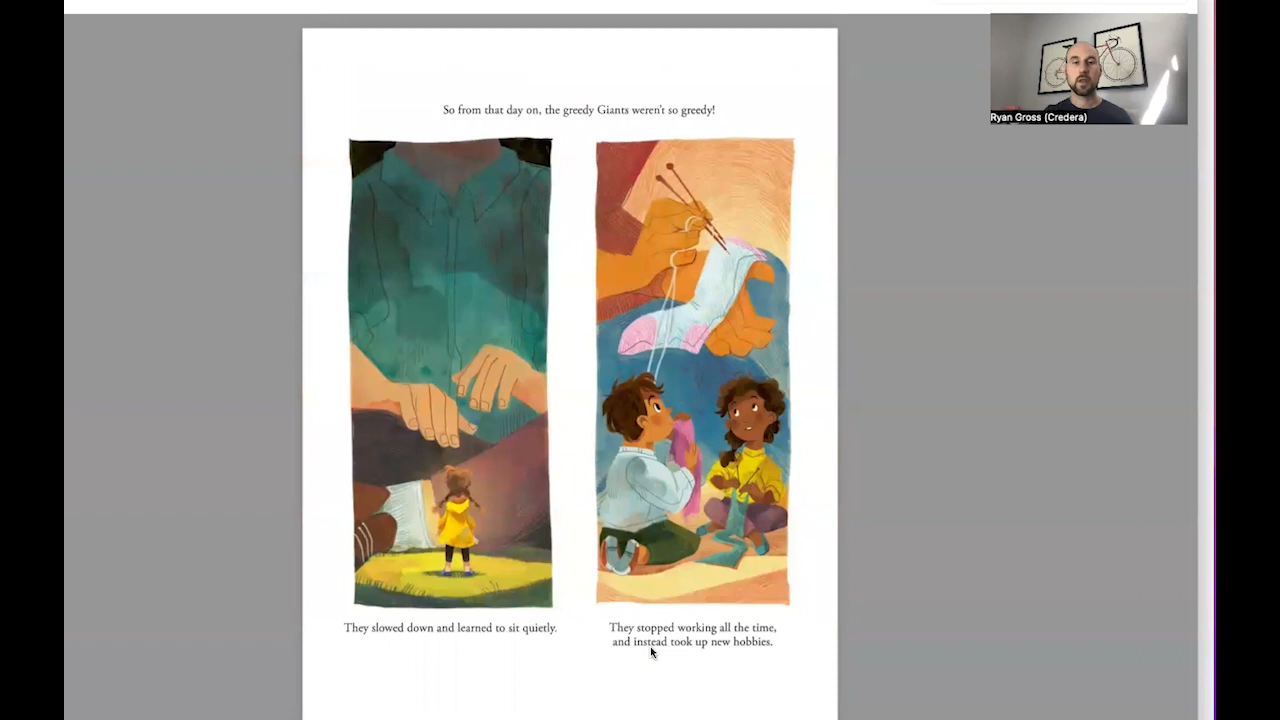 So from that day on, the greedy Giants weren't so greedy!
Ryan Gross (Credera)
They slowed down and learned to sit quietly.
They stopped working all the time,
and instead took up new hobbies.